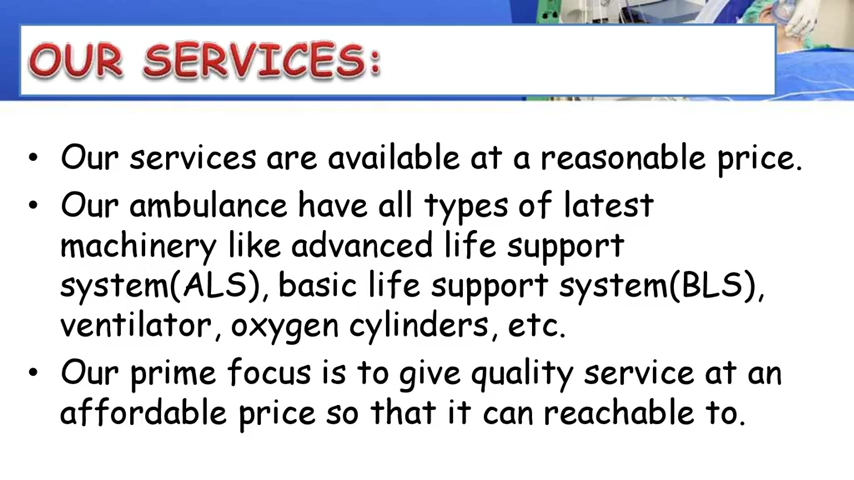 OUR SERVICES:
• Our services are available at a reasonable price.
• Our ambulance have all types of latest
machinery like advanced life support
system(ALS), basic life support system(BLS),
ventilator, oxygen cylinders, etc.
• Our prime focus is to give quality service at an
affordable price so that it can reachable to.